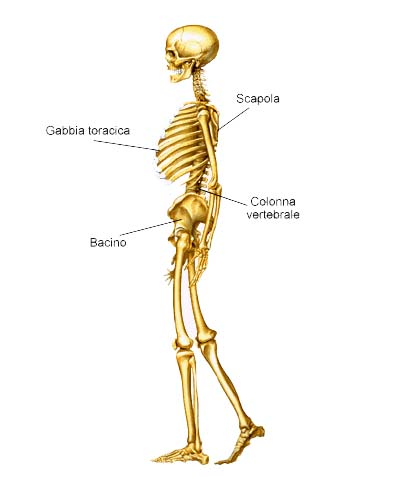 Scapola
Gabbia toracica
Colonna
vertebrale
Bacino